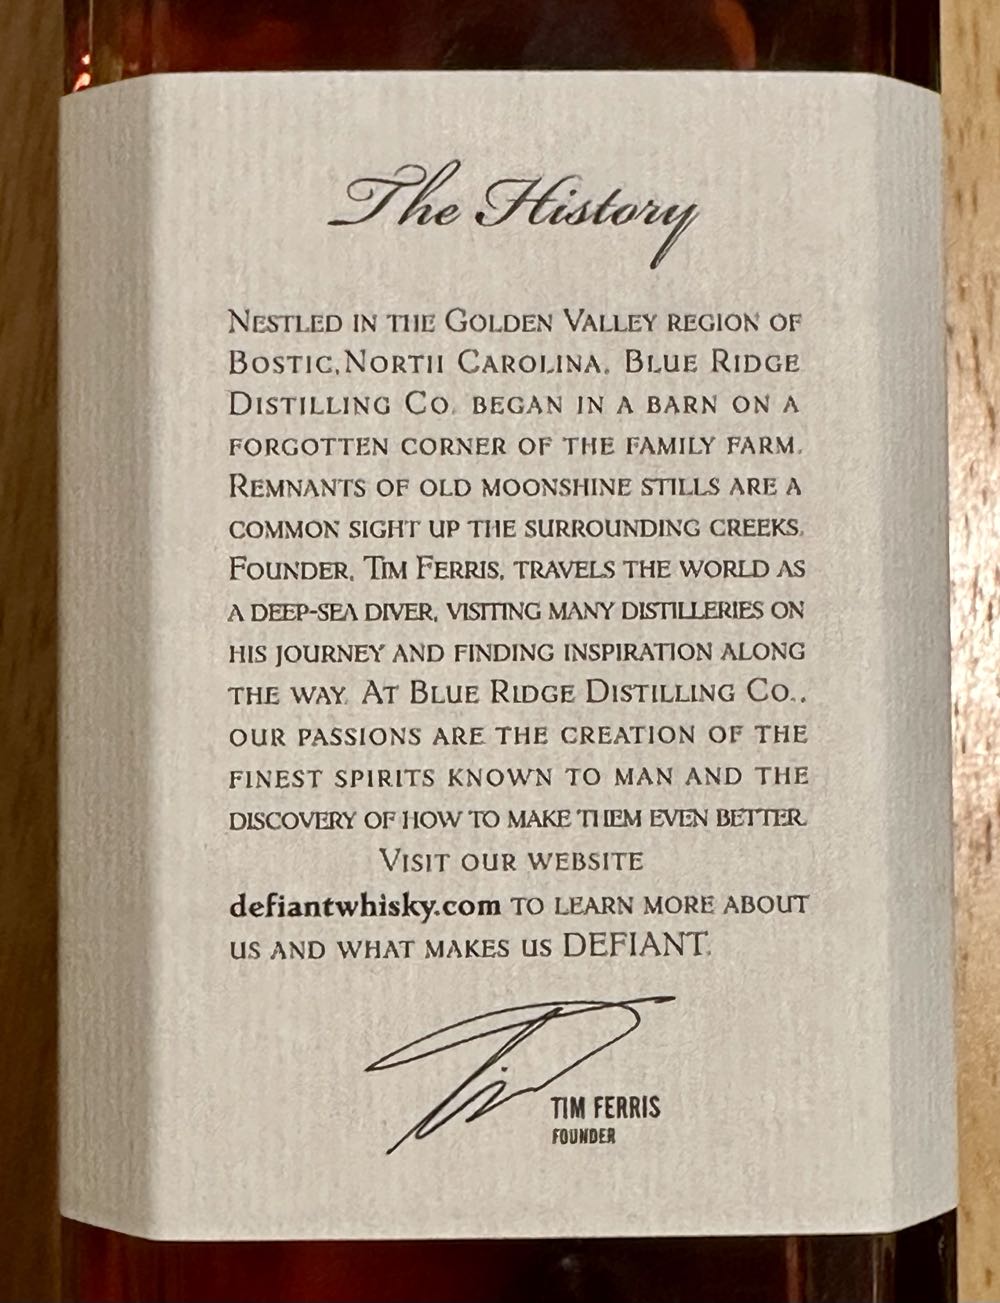 The History
Nestled in the Golden Valley region of
Bostic, North Carolina, Blue Ridge
Distilling Co. began in a barn on a
forgotten corner of the family farm.
Remnants of old moonshine stills are a
common sight up the surrounding creeks.
Founder, Tim Ferris, travels the world as
a deep-sea diver, visiting many distilleries on
his journey and finding inspiration along
the way. At Blue Ridge Distilling Co.,
our passions are the creation of the
finest spirits known to man and the
discovery of how to make them even better.
Visit our website
defiantwhisky.com to learn more about
us and what makes us DEFIANT.
Tim
TIM FERRIS
FOUNDER